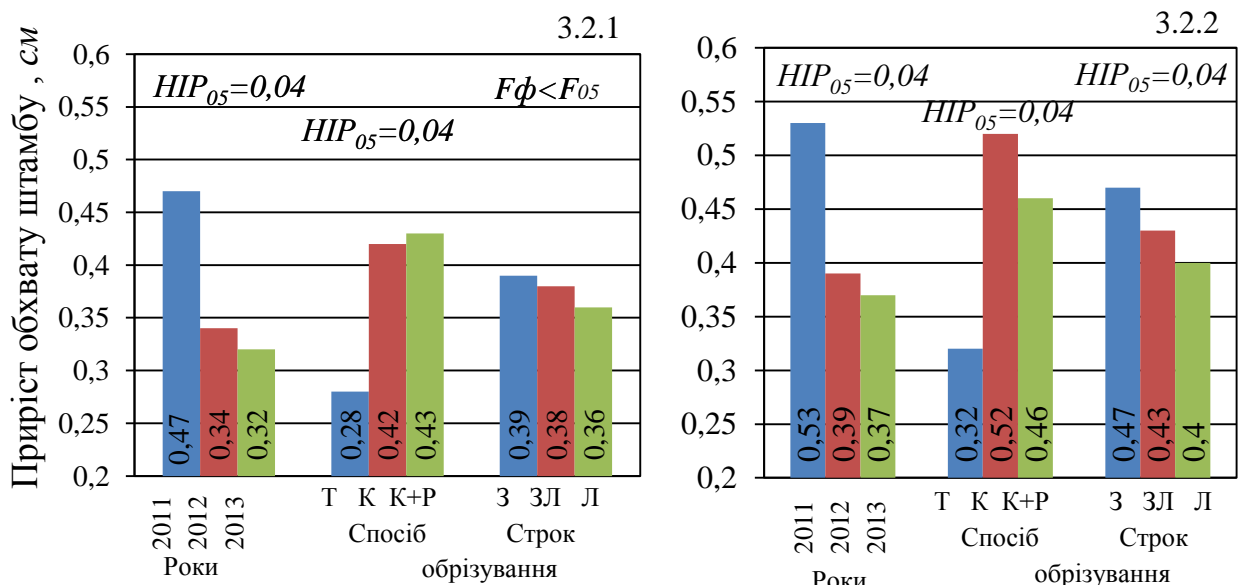 3.2.1
Приріст обхвату штамбу , см
0,6
0,55
0,5
0,45
0,4
0,35
0,3
0,25
0,2
НІР05=0,04
НІР05=0,04
Fф<F05
0,47
0,34
0,32
0,28
0,42
0,43
0,39
0,38
0,36
2011
2012
2013
Т К К+Р
З ЗЛ Л
Роки
Спосіб
Строк
обрізування
3.2.2
0,6
0,55
0,5
0,45
0,4
0,35
0,3
0,25
0,2
НІР05=0,04
НІР05=0,04
НІР05=0,04
0,53
0,39
0,37
0,32
0,52
0,46
0,47
0,43
0,4
2011
2012
2013
Т К К+Р
З ЗЛ Л
Роки
Спосіб
Строк
обрізування